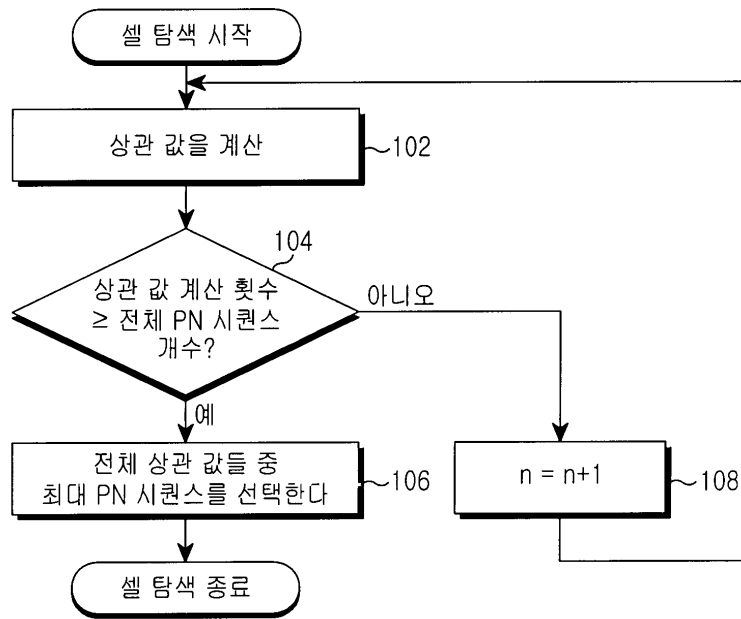 셀 탐색 시작
상관 값을 계산
102
104
상관 값 계산 횟수
≥ 전체 PN 시퀀스
개수?
아니오
예
전체 상관 값들 중
최대 PN 시퀀스를 선택한다
106
n = n+1
108
셀 탐색 종료